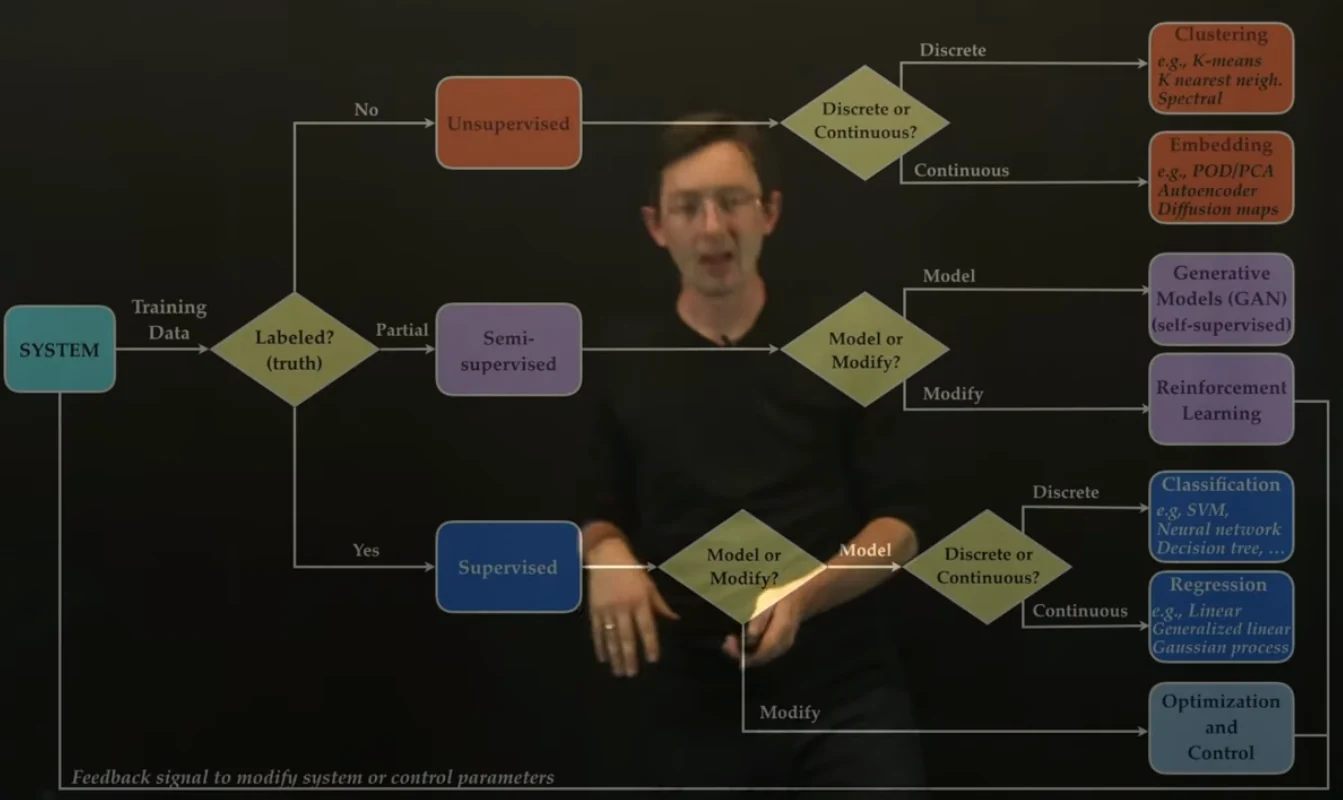 Discrete
Clustering
e.g., K-means
K nearest neigh.
Spectral
No
Unsupervised
Discrete or
Continuous?
Continuous
Embedding
e.g., POD/PCA
Autoencoder
Diffusion maps
Training
Data
SYSTEM
Labeled?
(truth)
Partial
Semi-
supervised
Model or
Modify?
Model
Generative
Models (GAN)
(self-supervised)
Modify
Reinforcement
Learning
Yes
Supervised
Model or
Modify?
Model
Discrete or
Continuous?
Discrete
Classification
e.g, SVM,
Neural network
Decision tree, ...
Continuous
Regression
e.g., Linear
Generalized linear
Gaussian process
Modify
Optimization
and
Control
Feedback signal to modify system or control parameters